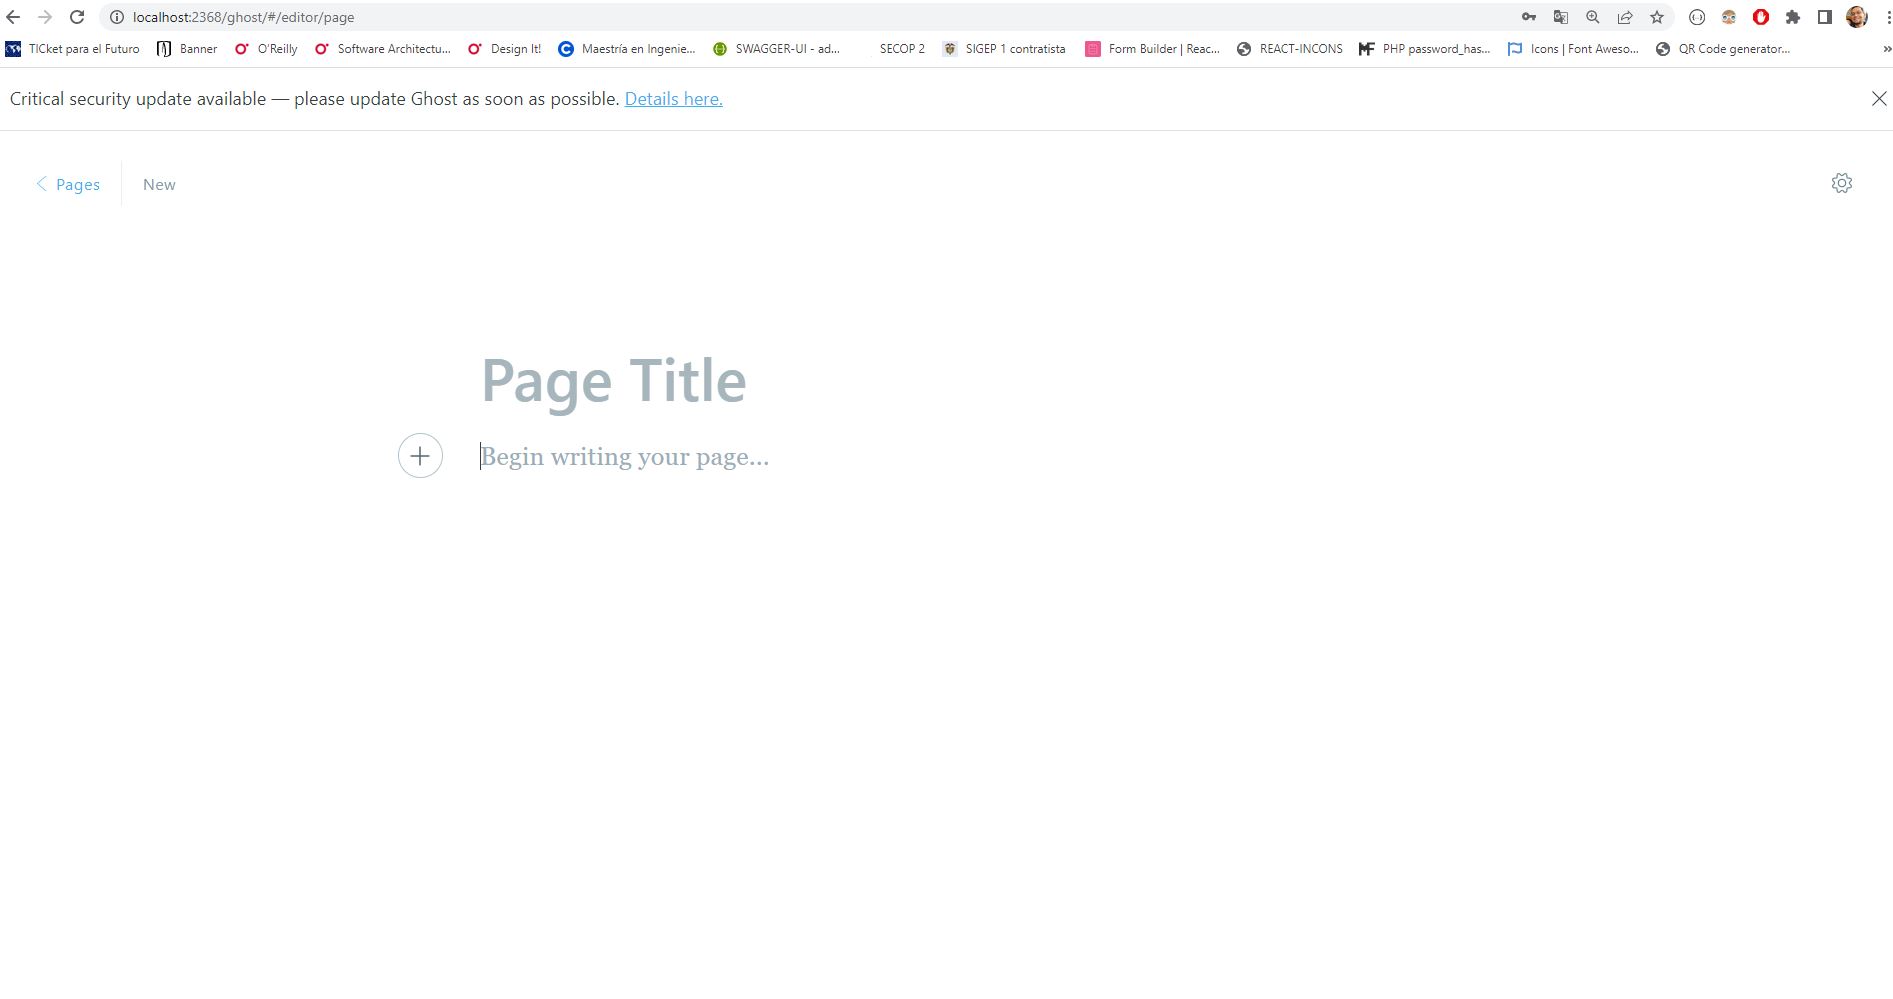 localhost:2368/ghost/#/editor/page
TICket para el Futuro Banner O'Reilly Software Architectu... Design It! Maestría en Ingenie... SWAGGER-UI - ad... SECOP 2 SIGEP 1 contratista Form Builder | Reac... REACT-INCONS PHP password_has... Icons | Font Aweso... QR Code generator... »
Critical security update available — please update Ghost as soon as possible. Details here.
Pages New
Page Title
Begin writing your page...